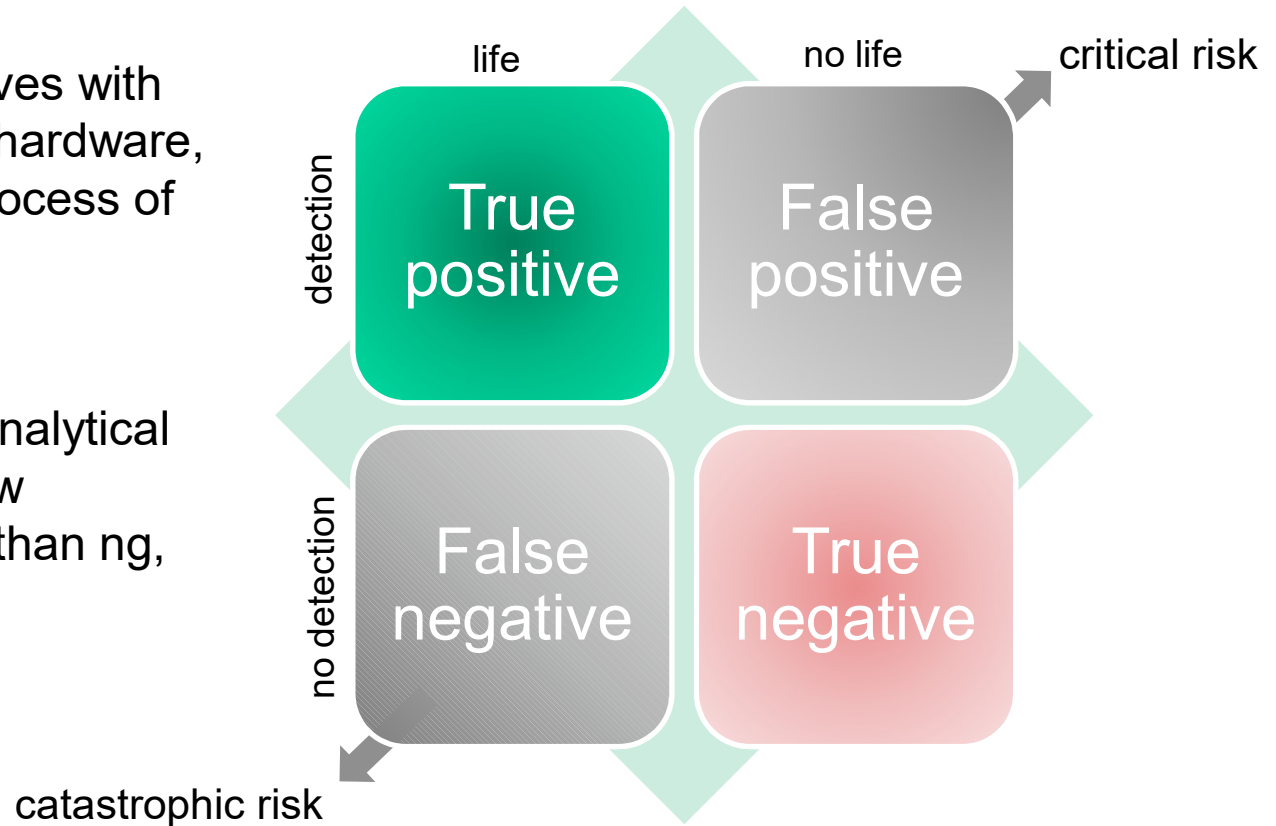 ves with
hardware,
ocess of
nalytical
w
than ng,
life
no life
critical risk
detection
True
positive
False
positive
no detection
False
negative
True
negative
catastrophic risk